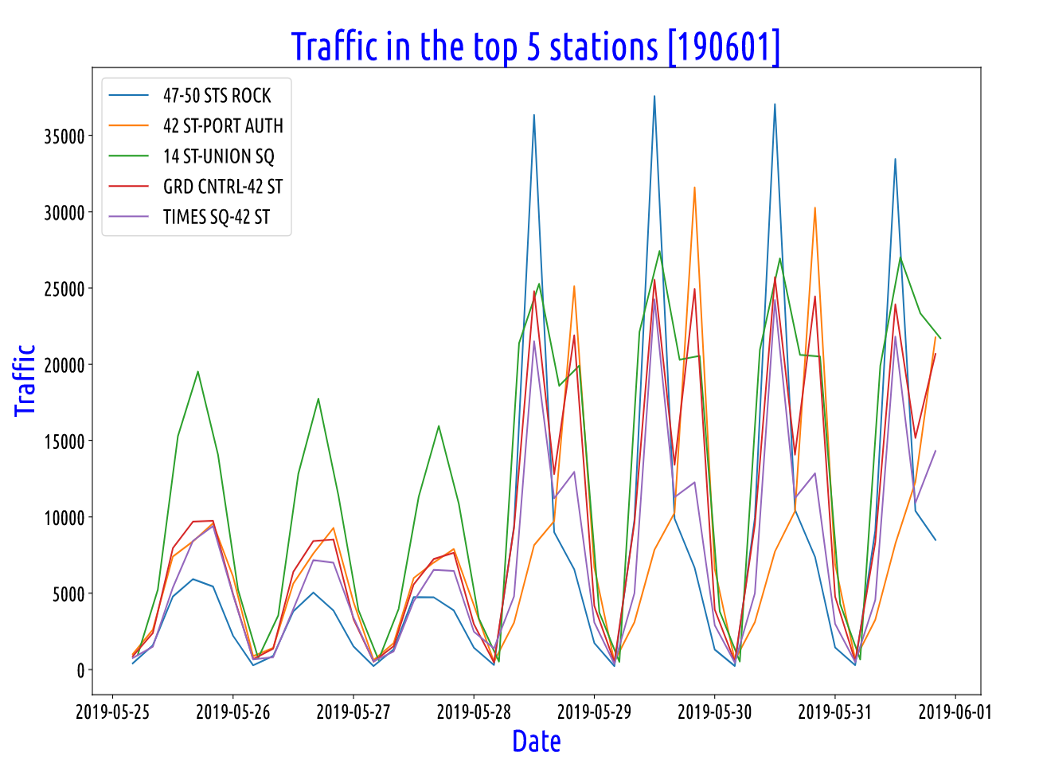 Traffic in the top 5 stations [190601]
47-50 STS ROCK
42 ST-PORT AUTH
14 ST-UNION SQ
GRD CNTRL-42 ST
TIMES SQ-42 ST
35000
30000
25000
20000
15000
10000
5000
0
Traffic
2019-05-25 2019-05-26 2019-05-27 2019-05-28 2019-05-29 2019-05-30 2019-05-31 2019-06-01
Date